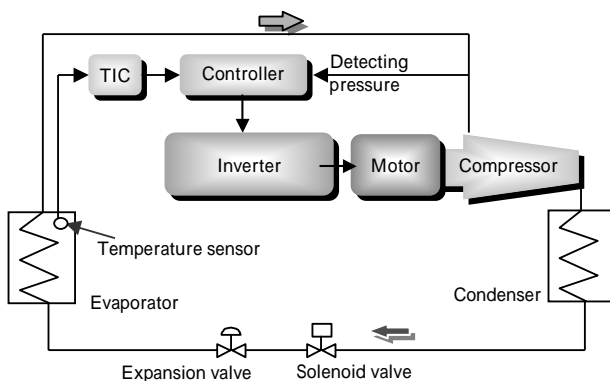 TIC
Controller
Detecting
pressure
Inverter
Motor
Compressor
Temperature sensor
Evaporator
Condenser
Expansion valve
Solenoid valve